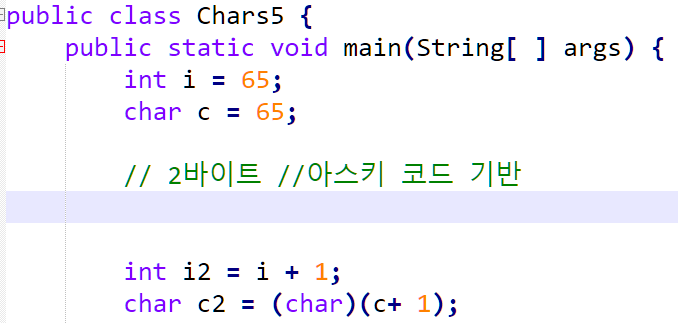 public class Chars5 {
public static void main(String[ ] args) {
int i = 65;
char c = 65;
// 2바이트 //아스키 코드 기반
int i2 = i + 1;
char c2 = (char)(c+ 1);